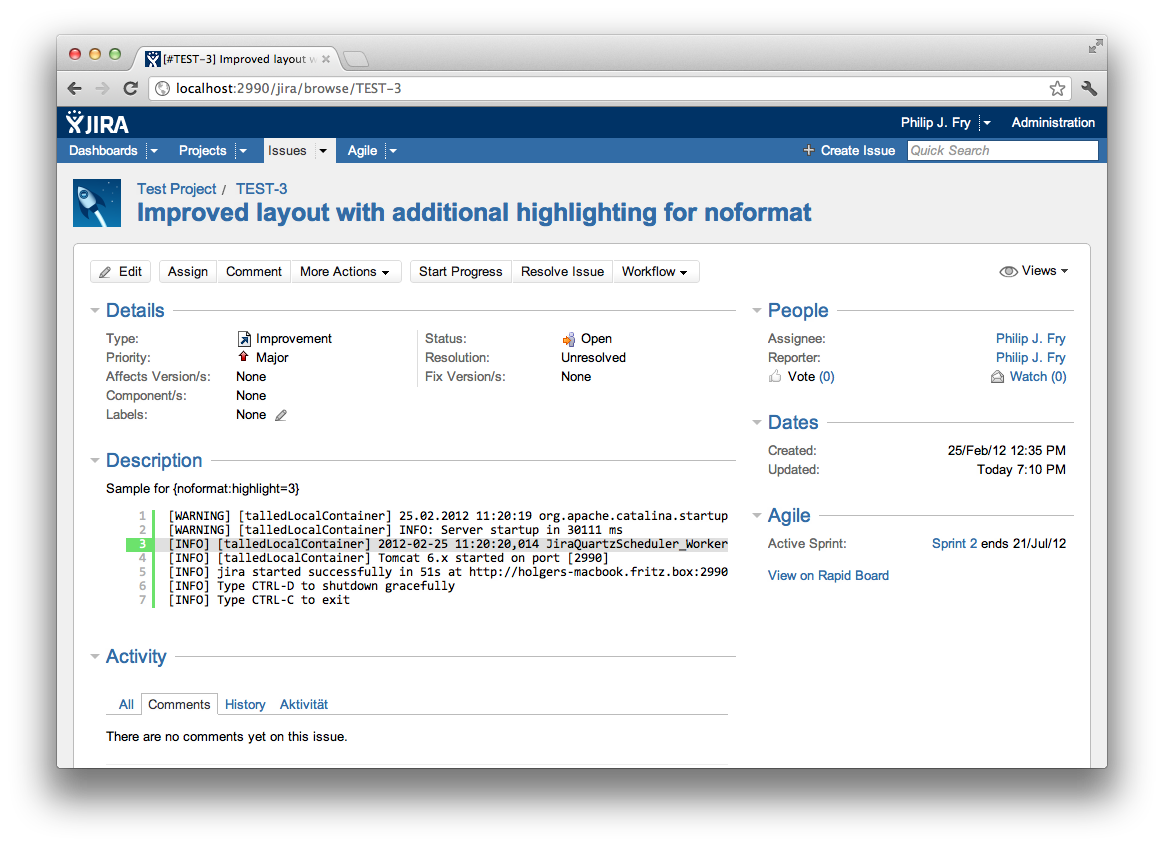 [#TEST-3] Improved layout w
localhost:2990/jira/browse/TEST-3
JIRA
Philip J. Fry Administration
Dashboards Projects Issues Agile + Create Issue Quick Search
Test Project / TEST-3
Improved layout with additional highlighting for noformat
Edit Assign Comment More Actions Start Progress Resolve Issue Workflow Views
Details
Type: Improvement Status: Open
Priority: Major Resolution: Unresolved
Affects Version/s: None Fix Version/s: None
Component/s: None
Labels: None
People
Assignee: Philip J. Fry
Reporter: Philip J. Fry
Vote (0) Watch (0)
Dates
Created: 25/Feb/12 12:35 PM
Updated: Today 7:10 PM
Description
Sample for {noformat:highlight=3}
1 [WARNING] [talledLocalContainer] 25.02.2012 11:20:19 org.apache.catalina.startup
2 [WARNING] [talledLocalContainer] INFO: Server startup in 30111 ms
3 [INFO] [talledLocalContainer] 2012-02-25 11:20:20,014 JiraQuartzScheduler_Worker
4 [INFO] [talledLocalContainer] Tomcat 6.x started on port [2990]
5 [INFO] jira started successfully in 51s at http://holgers-macbook.fritz.box:2990
6 [INFO] Type CTRL-D to shutdown gracefully
7 [INFO] Type CTRL-C to exit
Agile
Active Sprint: Sprint 2 ends 21/Jul/12
View on Rapid Board
Activity
All Comments History Aktivität
There are no comments yet on this issue.